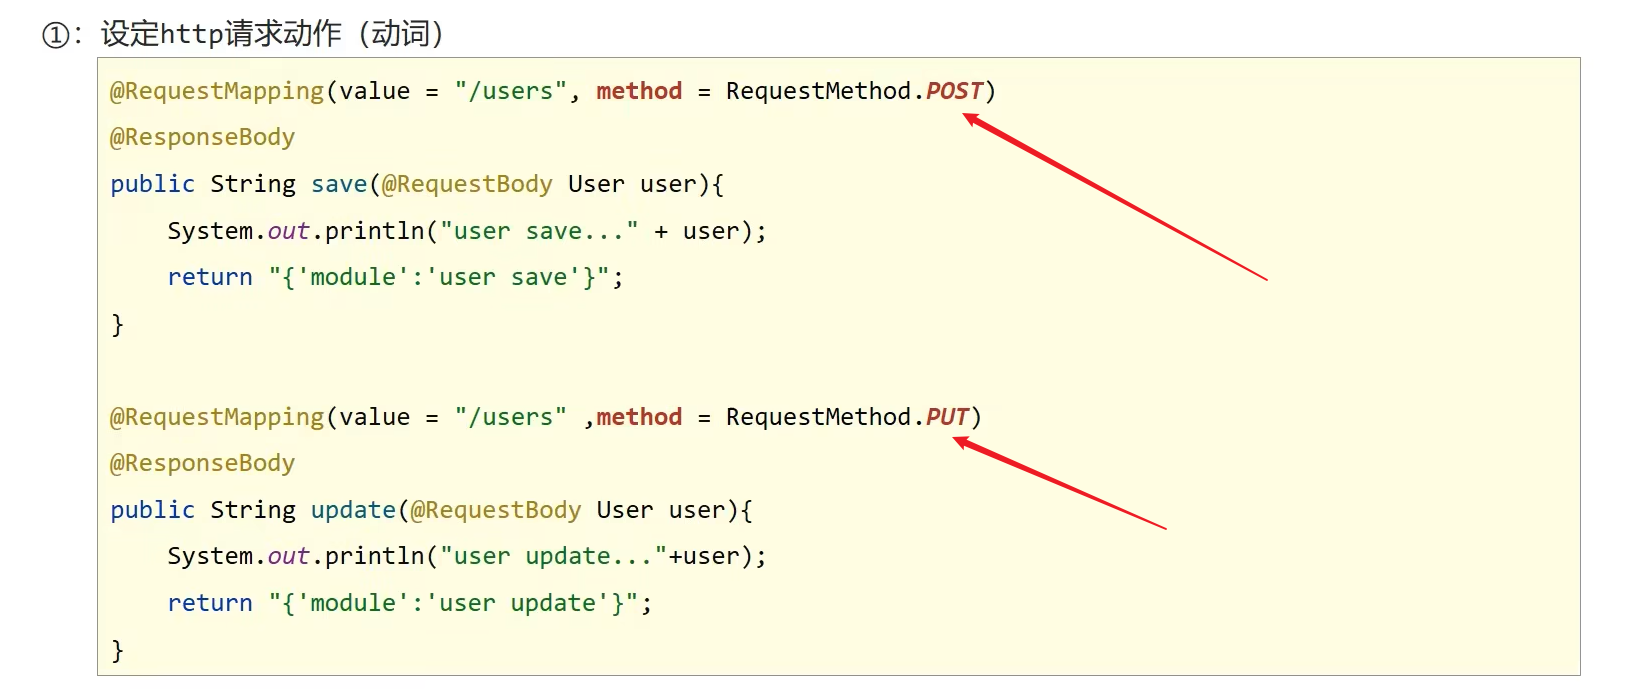 ①：设定http请求动作（动词）
@RequestMapping(value = "/users", method = RequestMethod.POST)
@ResponseBody
public String save(@RequestBody User user){
    System.out.println("user save..." + user);
    return "{'module':'user save'}";
}
@RequestMapping(value = "/users" ,method = RequestMethod.PUT)
@ResponseBody
public String update(@RequestBody User user){
    System.out.println("user update..."+user);
    return "{'module':'user update'}";
}